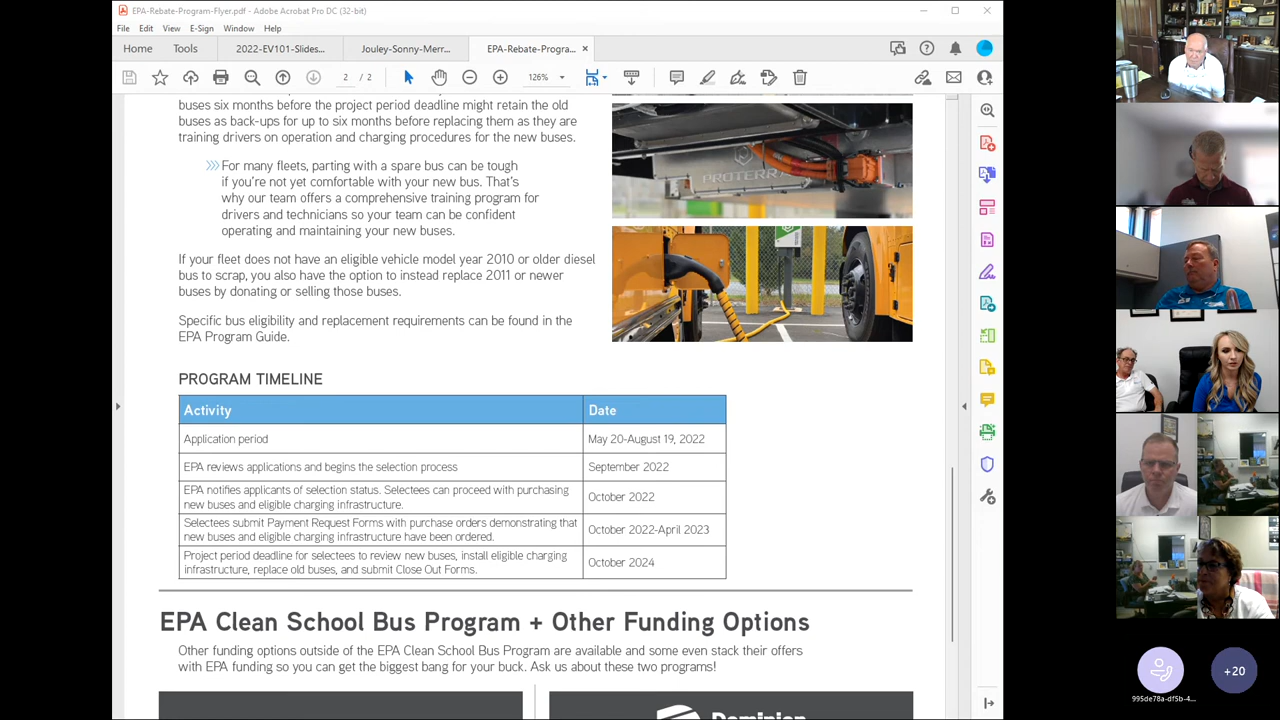 EPA-Rebate-Program-Flyer.pdf - Adobe Acrobat Pro DC (32-bit)
File Edit View E-Sign Window Help
Home Tools 2022-EV101-Slides... Jouley-Sonny-Merr... EPA-Rebate-Progra... ×
2 / 2 126%
buses six months before the project period deadline might retain the old
buses as back-ups for up to six months before replacing them as they are
training drivers on operation and charging procedures for the new buses.
For many fleets, parting with a spare bus can be tough
if you're not yet comfortable with your new bus. That's
why our team offers a comprehensive training program for
drivers and technicians so your team can be confident
operating and maintaining your new buses.
PROTERRA
If your fleet does not have an eligible vehicle model year 2010 or older diesel
bus to scrap, you also have the option to instead replace 2011 or newer
buses by donating or selling those buses.
Specific bus eligibility and replacement requirements can be found in the
EPA Program Guide.
PROGRAM TIMELINE
Activity Date
Application period May 20-August 19, 2022
EPA reviews applications and begins the selection process September 2022
EPA notifies applicants of selection status. Selectees can proceed with purchasing
new buses and eligible charging infrastructure. October 2022
Selectees submit Payment Request Forms with purchase orders demonstrating that
new buses and eligible charging infrastructure have been ordered. October 2022-April 2023
Project period deadline for selectees to review new buses, install eligible charging
infrastructure, replace old buses, and submit Close Out Forms. October 2024
EPA Clean School Bus Program + Other Funding Options
Other funding options outside of the EPA Clean School Bus Program are available and some even stack their offers
with EPA funding so you can get the biggest bang for your buck. Ask us about these two programs!
Dominion
+20
995de78a-df5b-4...